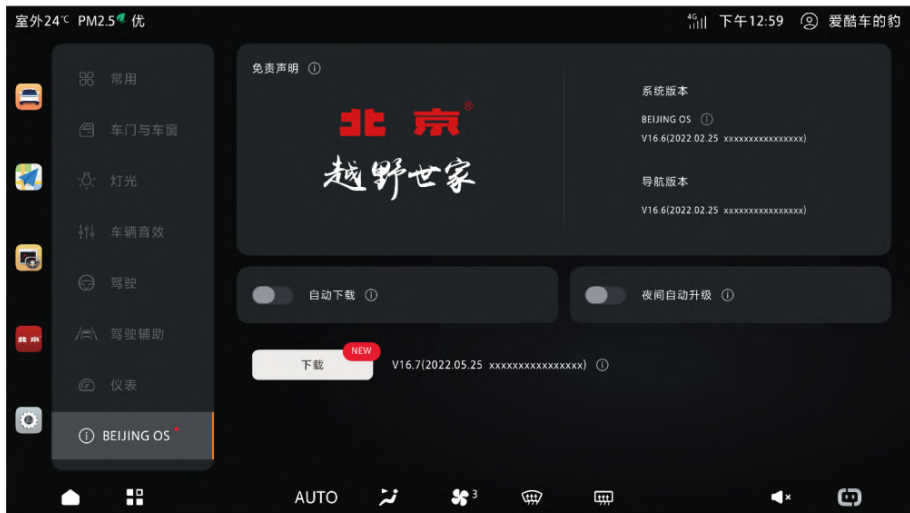 室外24℃ PM2.5 优
4G 下午12:59 爱酷车的豹
常用
车门与车窗
灯光
车辆音效
驾驶
驾驶辅助
仪表
BEIJING OS
北京
免责声明
北京®
越野世家
系统版本
BEIJING OS
V16.6(2022.02.25 xxxxxxxxxxxxxxxx)
导航版本
V16.6(2022.02.25 xxxxxxxxxxxxxxxx)
自动下载
夜间自动升级
下载
NEW
V16.7(2022.05.25 xxxxxxxxxxxxxxxx)
AUTO
3